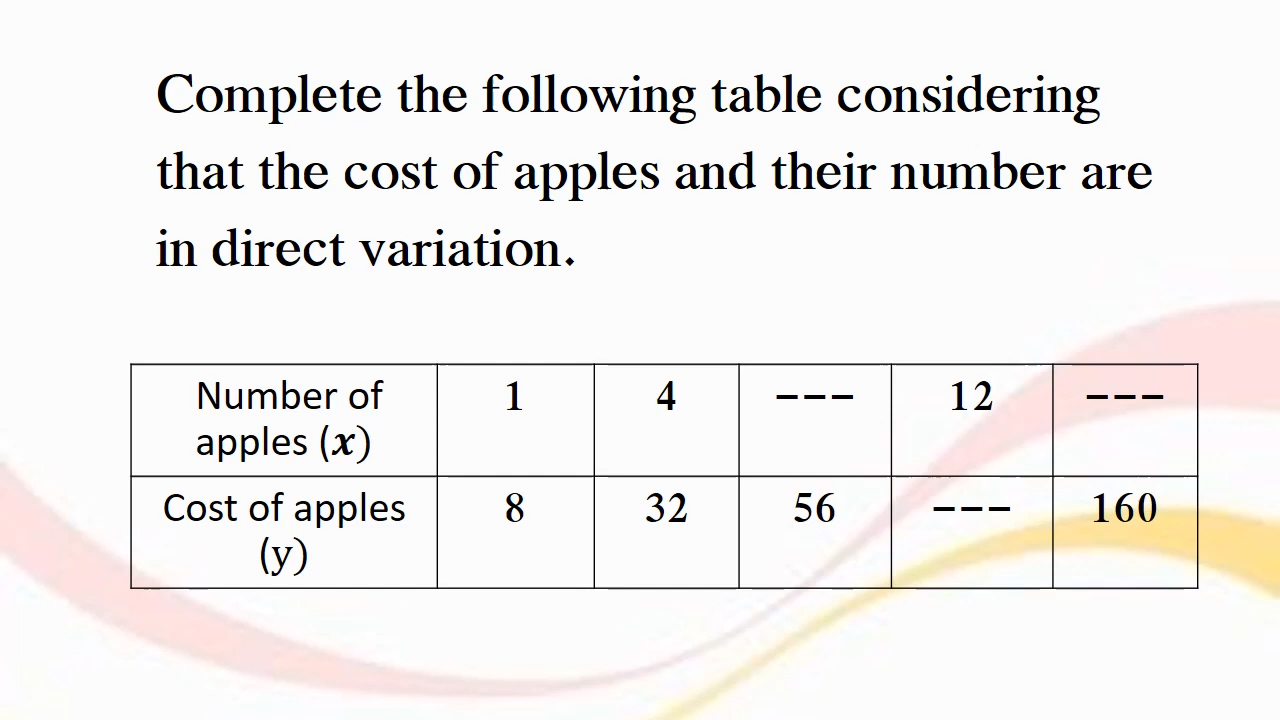 Complete the following table considering
that the cost of apples and their number are
in direct variation.
Number of apples (x) 1 4 --- 12 ---
Cost of apples (y) 8 32 56 --- 160